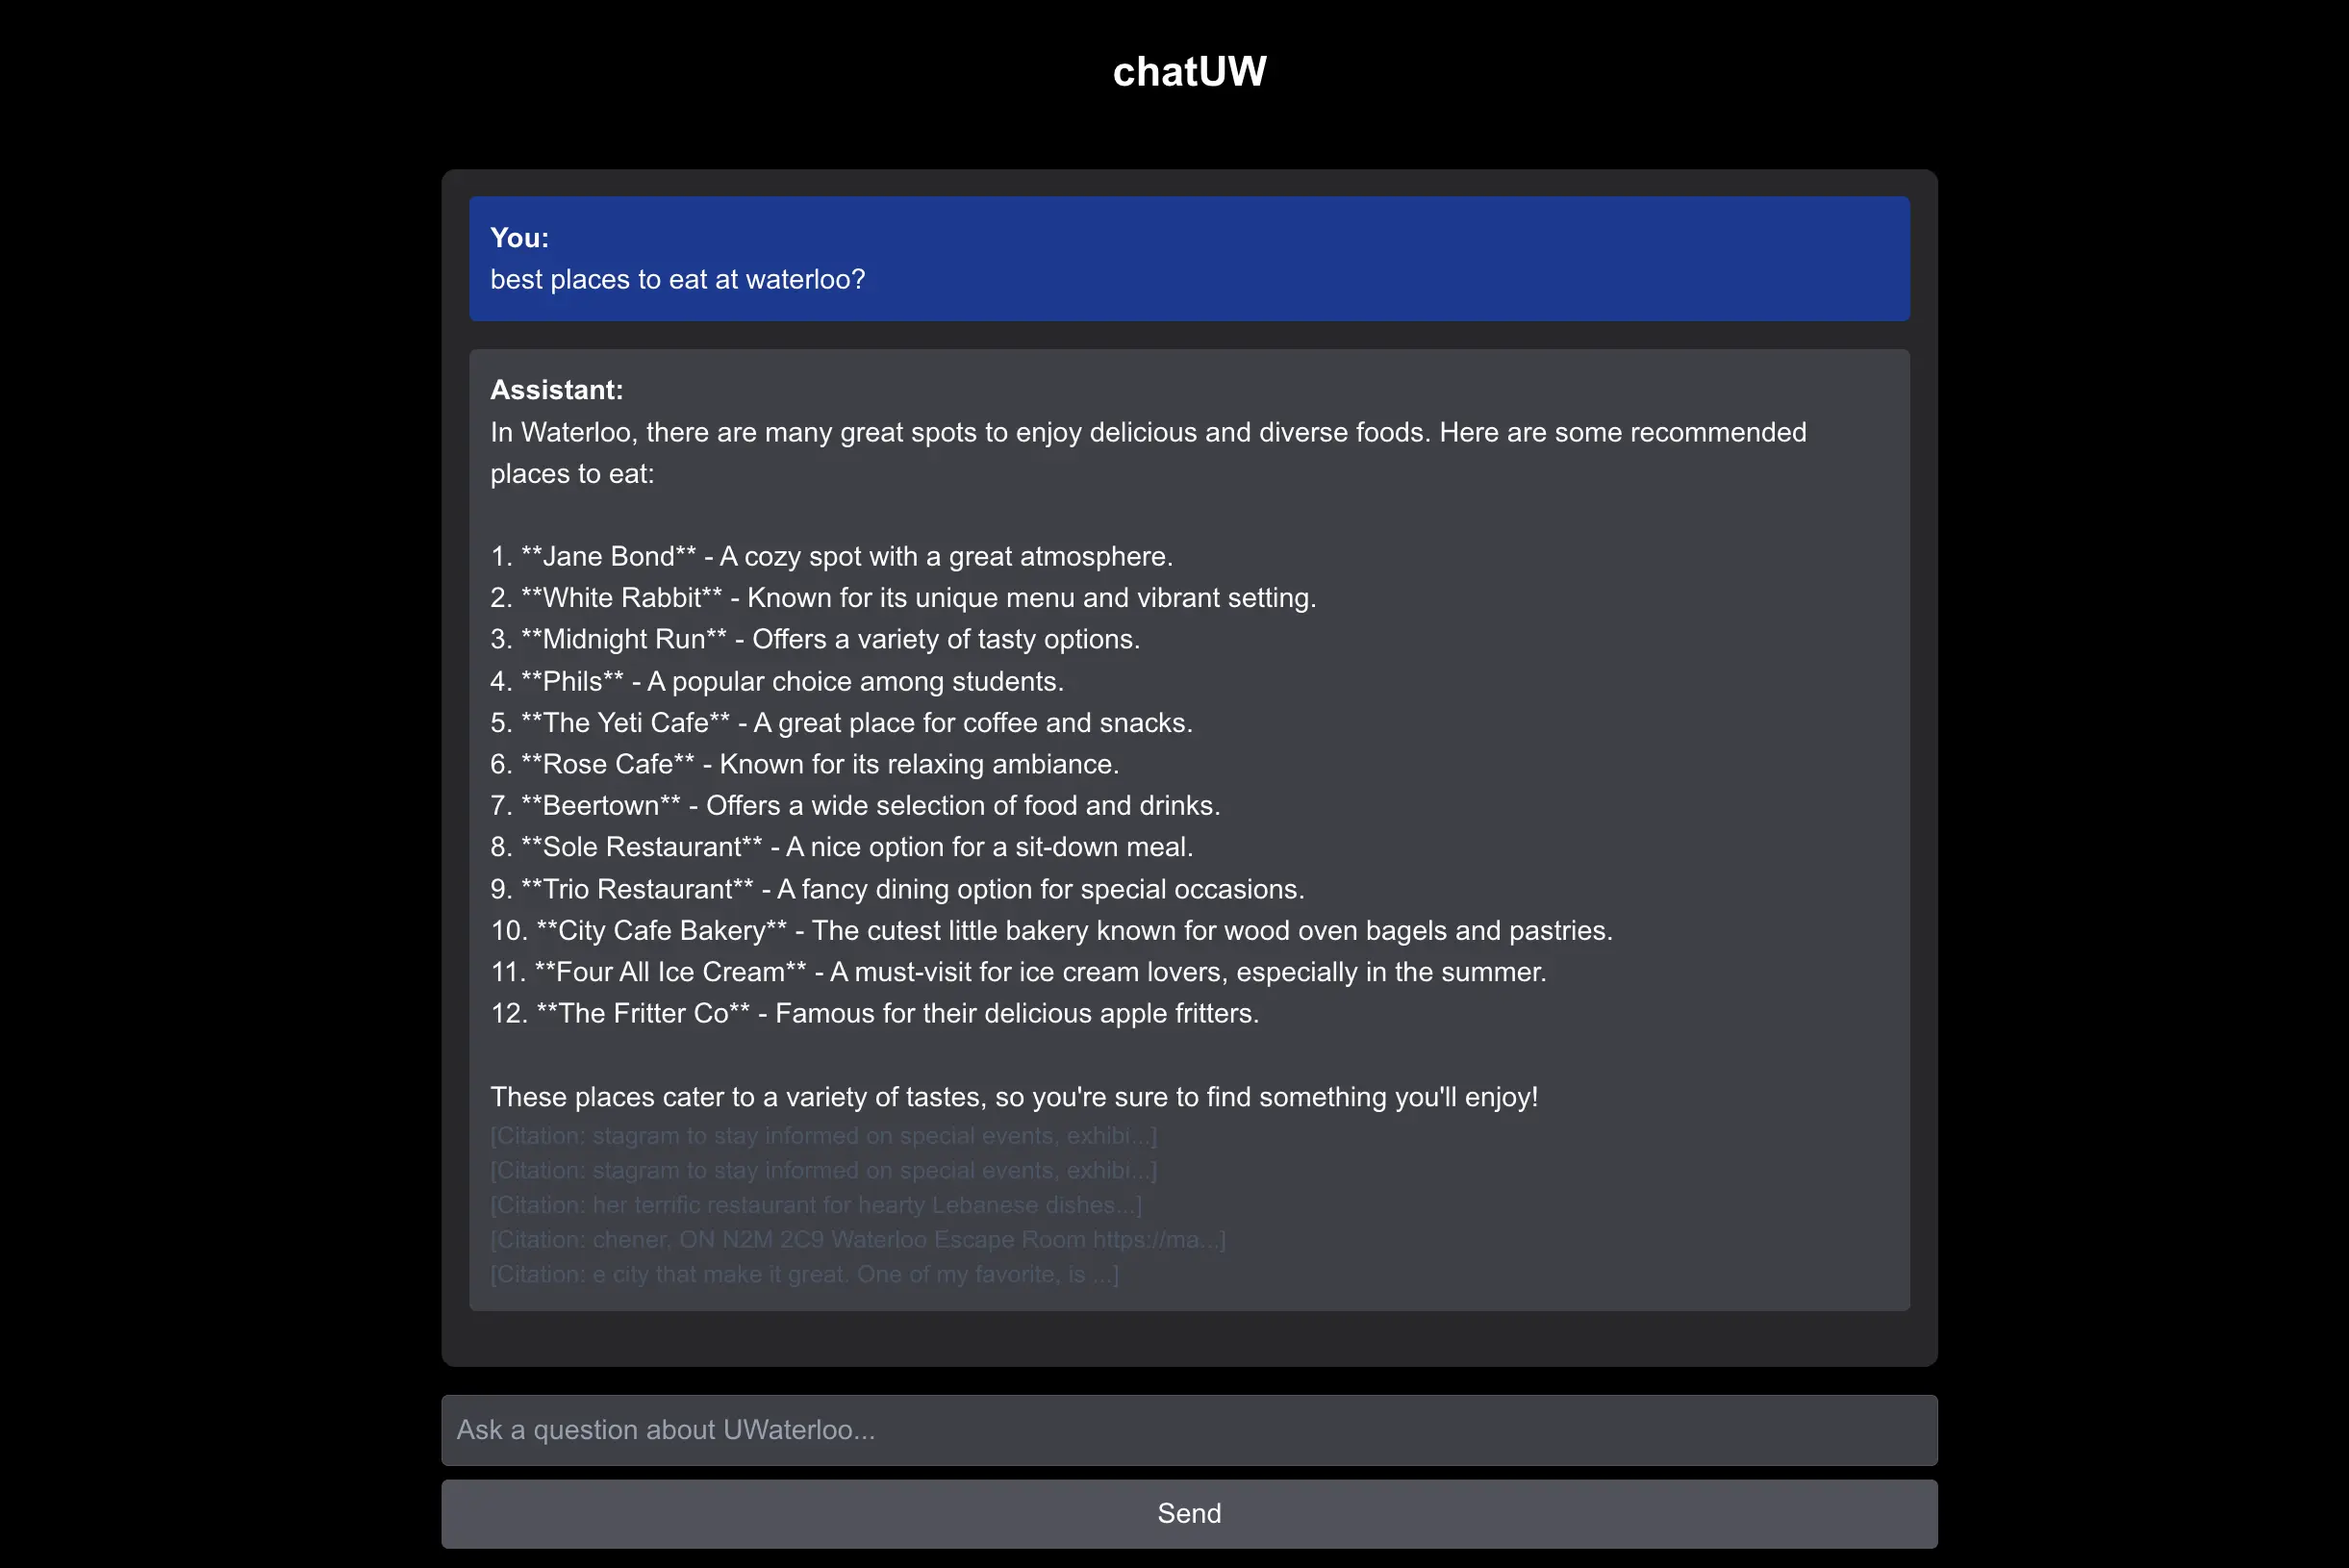 chatUW
You:
best places to eat at waterloo?
Assistant:
In Waterloo, there are many great spots to enjoy delicious and diverse foods. Here are some recommended
places to eat:
1. **Jane Bond** - A cozy spot with a great atmosphere.
2. **White Rabbit** - Known for its unique menu and vibrant setting.
3. **Midnight Run** - Offers a variety of tasty options.
4. **Phils** - A popular choice among students.
5. **The Yeti Cafe** - A great place for coffee and snacks.
6. **Rose Cafe** - Known for its relaxing ambiance.
7. **Beertown** - Offers a wide selection of food and drinks.
8. **Sole Restaurant** - A nice option for a sit-down meal.
9. **Trio Restaurant** - A fancy dining option for special occasions.
10. **City Cafe Bakery** - The cutest little bakery known for wood oven bagels and pastries.
11. **Four All Ice Cream** - A must-visit for ice cream lovers, especially in the summer.
12. **The Fritter Co** - Famous for their delicious apple fritters.
These places cater to a variety of tastes, so you're sure to find something you'll enjoy!
[Citation: stagram to stay informed on special events, exhibi...]
[Citation: stagram to stay informed on special events, exhibi...]
[Citation: her terrific restaurant for hearty Lebanese dishes...]
[Citation: chener, ON N2M 2C9 Waterloo Escape Room https://ma...]
[Citation: e city that make it great. One of my favorite, is ...]
Ask a question about UWaterloo...
Send